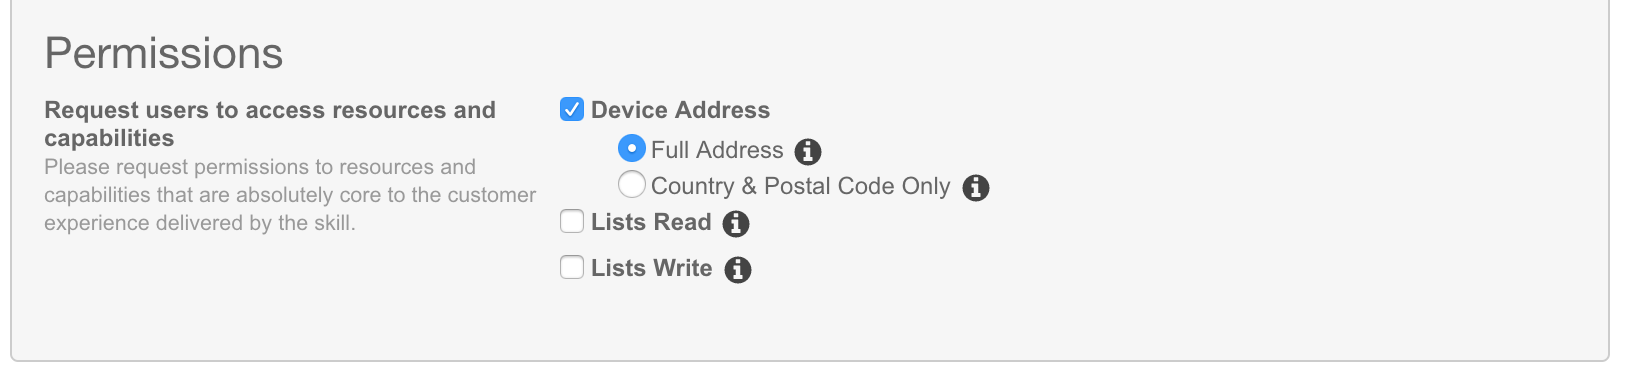 Permissions
Request users to access resources and
capabilities
Please request permissions to resources and
capabilities that are absolutely core to the customer
experience delivered by the skill.
Device Address
Full Address
Country & Postal Code Only
Lists Read
Lists Write